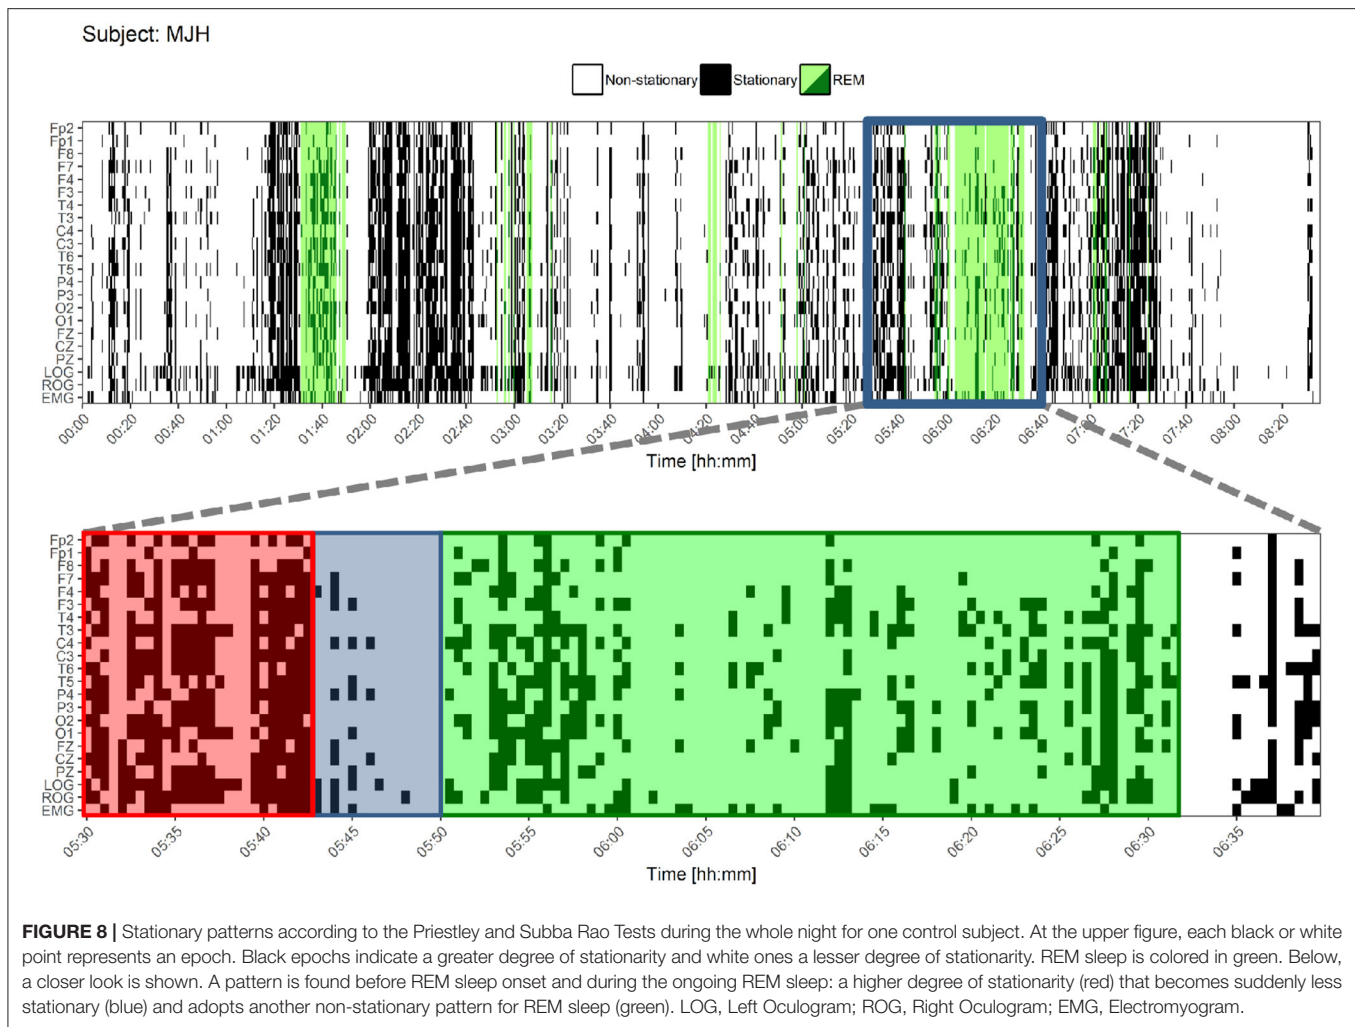 Subject: MJH
Non-stationary Stationary REM
Fp2
Fp1
F8
F7
F4
F3
T4
T3
C4
C3
T6
T5
P4
P3
O2
O1
FZ
CZ
PZ
LOG
ROG
EMG
00:00 00:20 00:40 01:00 01:20 01:40 02:00 02:20 02:40 03:00 03:20 03:40 04:00 04:20 04:40 05:00 05:20 05:40 06:00 06:20 06:40 07:00 07:20 07:40 08:00 08:20
Time [hh:mm]
Fp2
Fp1
F8
F7
F4
F3
T4
T3
C4
C3
T6
T5
P4
P3
O2
O1
FZ
CZ
PZ
LOG
ROG
EMG
05:30 05:35 05:40 05:45 05:50 05:55 06:00 06:05 06:10 06:15 06:20 06:25 06:30 06:35
Time [hh:mm]
FIGURE 8 | Stationary patterns according to the Priestley and Subba Rao Tests during the whole night for one control subject. At the upper figure, each black or white
point represents an epoch. Black epochs indicate a greater degree of stationarity and white ones a lesser degree of stationarity. REM sleep is colored in green. Below,
a closer look is shown. A pattern is found before REM sleep onset and during the ongoing REM sleep: a higher degree of stationarity (red) that becomes suddenly less
stationary (blue) and adopts another non-stationary pattern for REM sleep (green). LOG, Left Oculogram; ROG, Right Oculogram; EMG, Electromyogram.